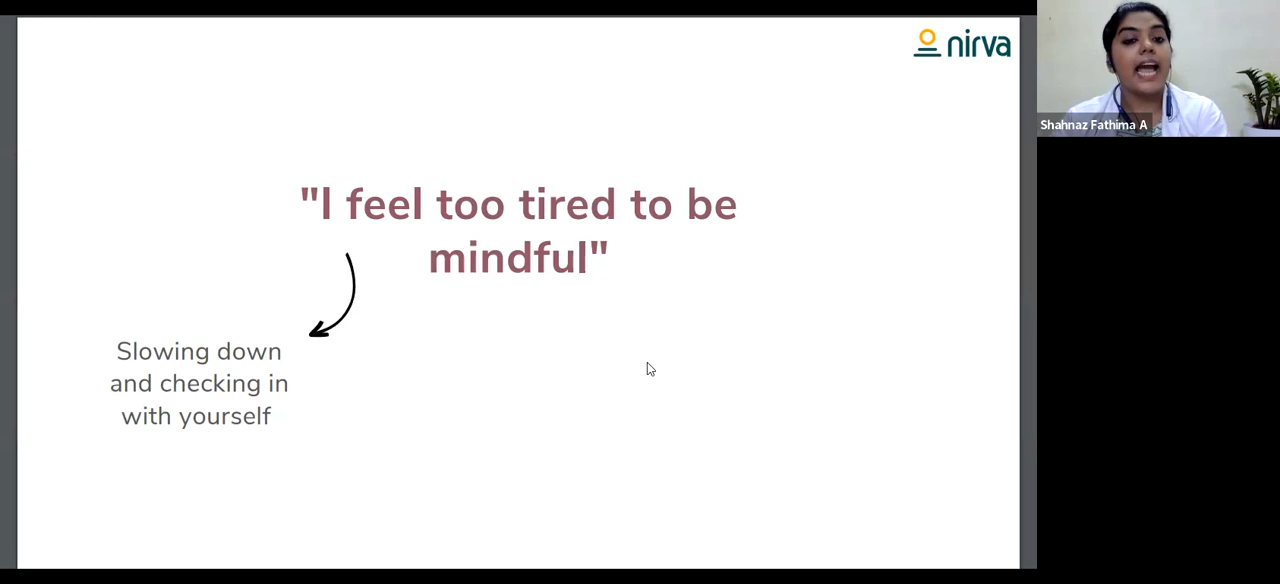 nirva
"I feel too tired to be
mindful"
Slowing down
and checking in
with yourself
Shahnaz Fathima A